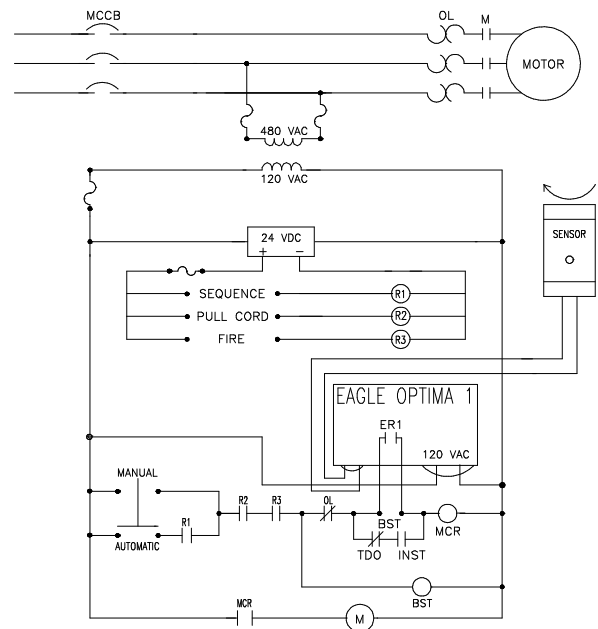 MCCB
OL
M
MOTOR
480 VAC
120 VAC
24 VDC
+ −
SENSOR
SEQUENCE
R1
PULL CORD
R2
FIRE
R3
EAGLE OPTIMA 1
ER1
120 VAC
MANUAL
R1
AUTOMATIC
R2
R3
OL
BST
TDO
INST
MCR
BST
MCR
M